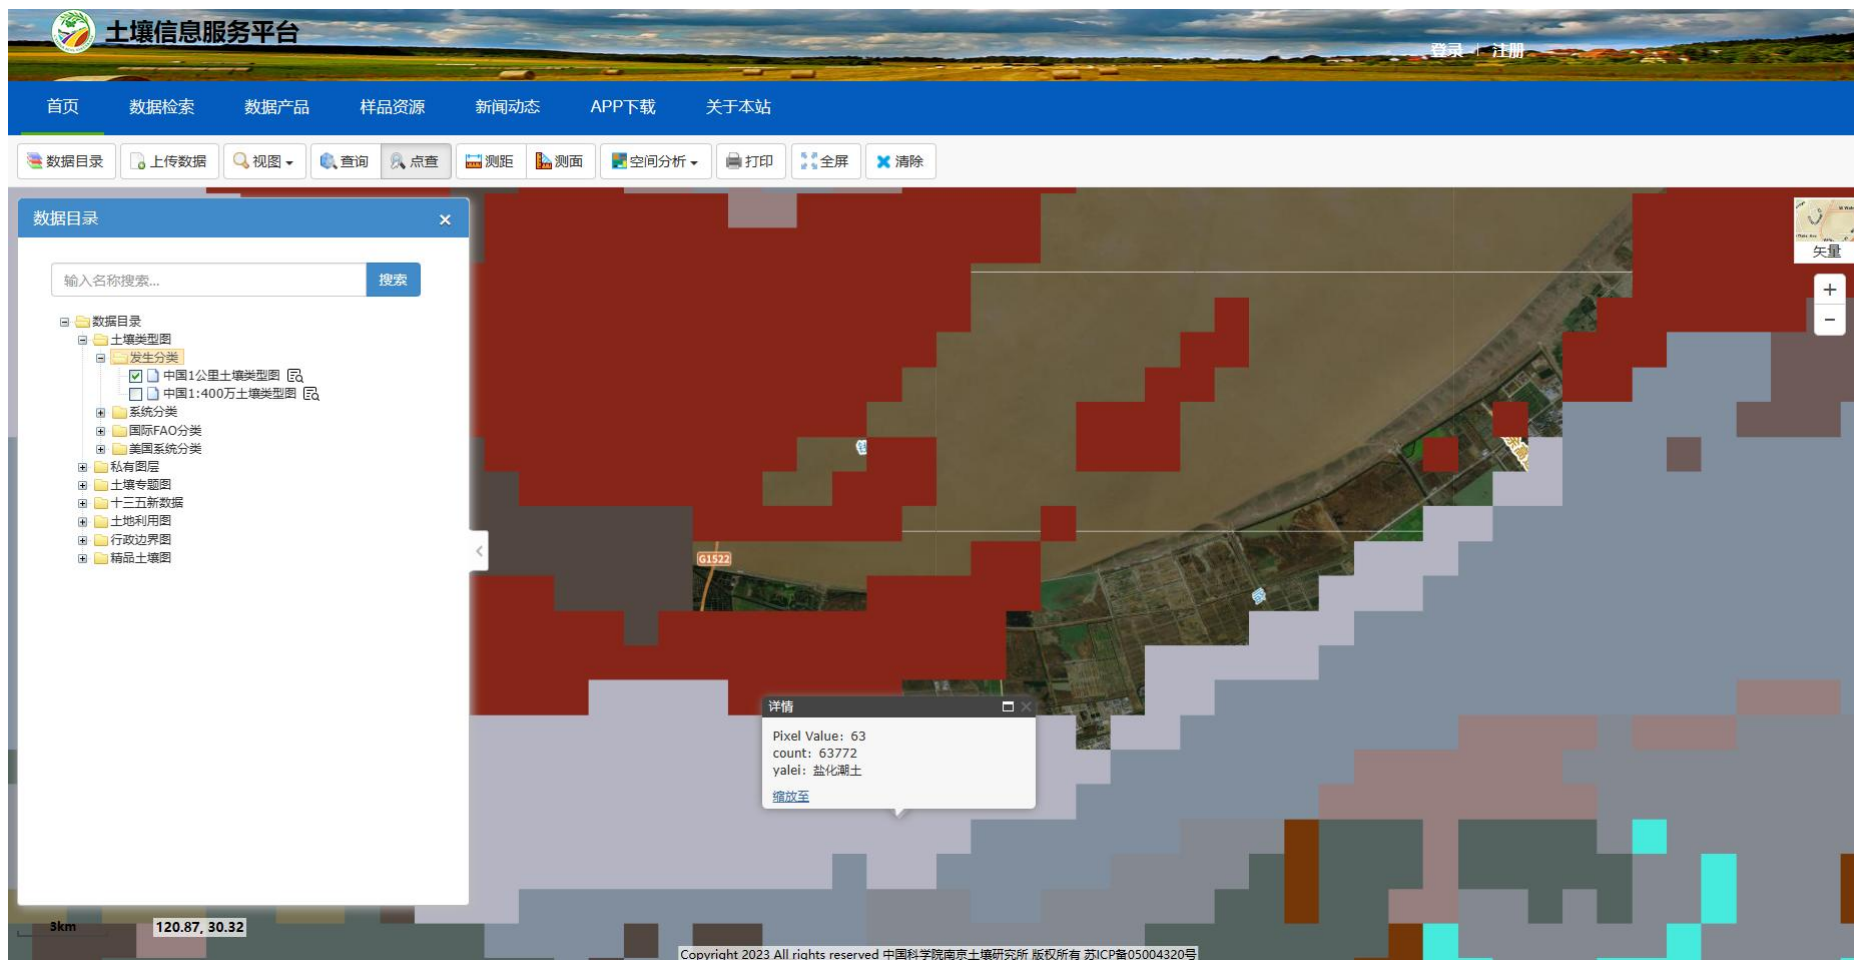 土壤信息服务平台
登录 | 注册
首页 数据检索 数据产品 样品资源 新闻动态 APP下载 关于本站
数据目录 上传数据 视图 查询 点查 测距 测面 空间分析 打印 全屏 清除
数据目录
矢量
输入名称搜索... 搜索
数据目录
土壤类型图
发生分类
中国1公里土壤类型图
中国1:400万土壤类型图
系统分类
国际FAO分类
美国系统分类
私有图层
土壤专题图
十三五新数据
土地利用图
行政边界图
精品土壤图
G1522
详情
Pixel Value: 63
count: 63772
yalei: 盐化潮土
缩放至
3km
120.87, 30.32
Copyright 2023 All rights reserved 中国科学院南京土壤研究所 版权所有 苏ICP备05004320号